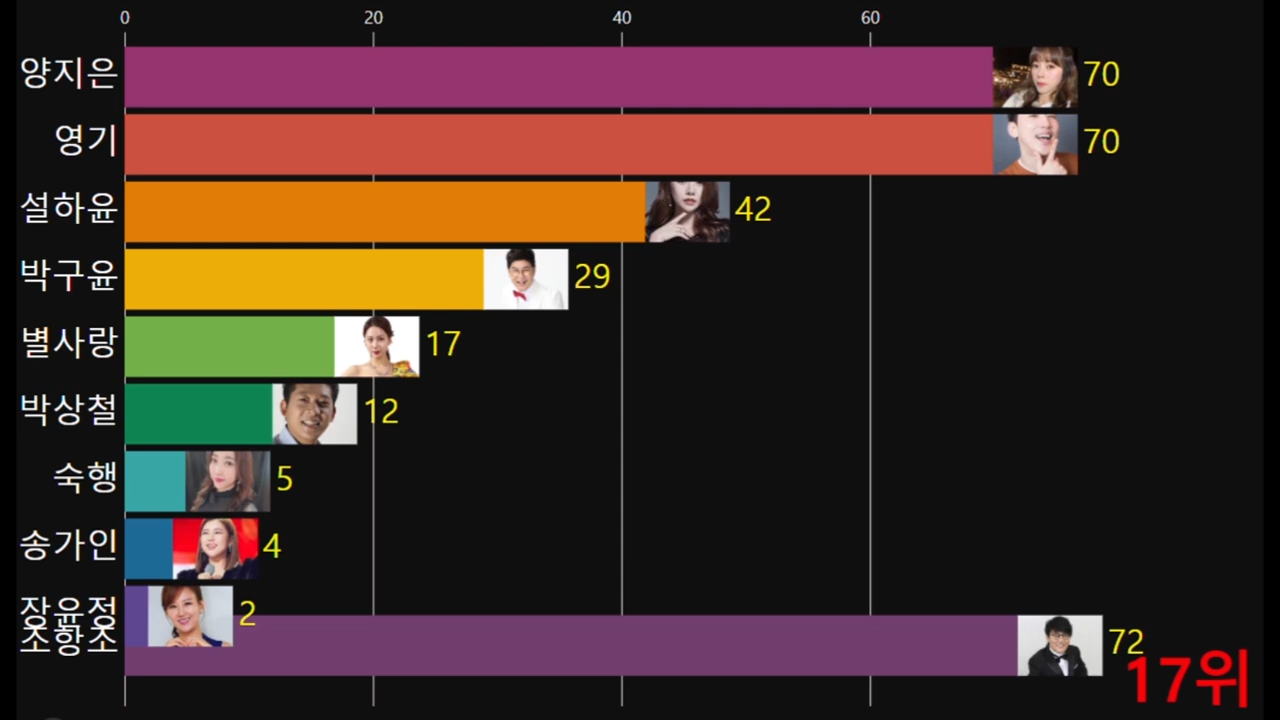 0 20 40 60
양지은 70
영기 70
설하윤 42
박구윤 29
별사랑 17
박상철 12
숙행 5
송가인 4
장윤정 2
조항조 72
17위